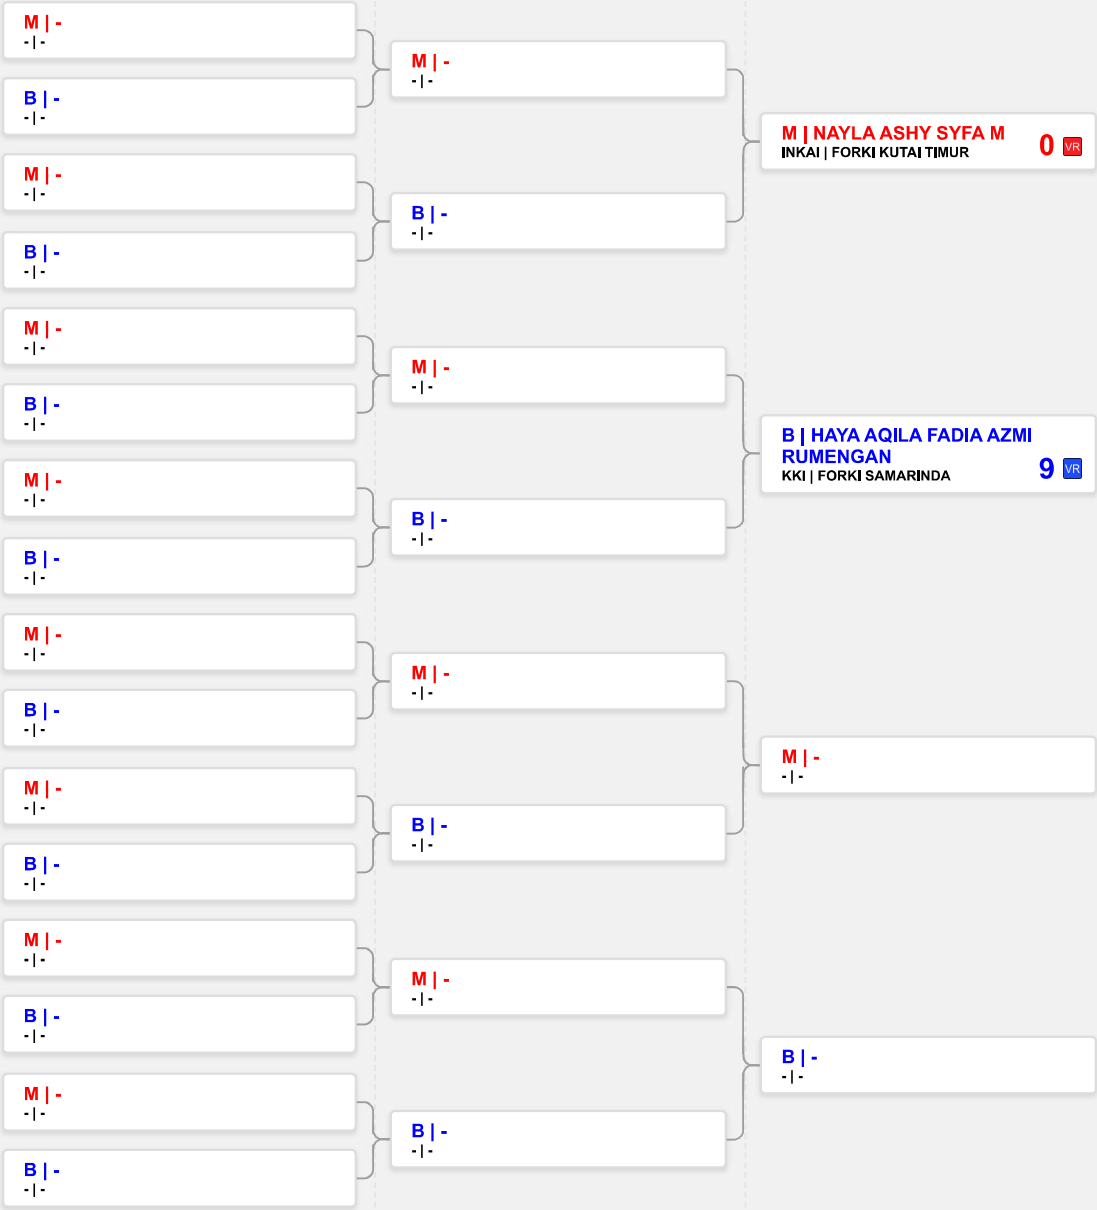 M | -
-|-
B | -
-|-
M | -
-|-
B | -
-|-
M | -
-|-
B | -
-|-
M | -
-|-
B | -
-|-
M | -
-|-
B | -
-|-
M | -
-|-
B | -
-|-
M | -
-|-
B | -
-|-
M | -
-|-
B | -
-|-
M | -
-|-
B | -
-|-
M | -
-|-
B | -
-|-
M | -
-|-
B | -
-|-
M | -
-|-
B | -
-|-
M | NAYLA ASHY SYFA M
INKAI | FORKI KUTAI TIMUR
0 VR
B | HAYA AQILA FADIA AZMI
RUMENGAN
KKI | FORKI SAMARINDA
9 VR
M | -
-|-
B | -
-|-